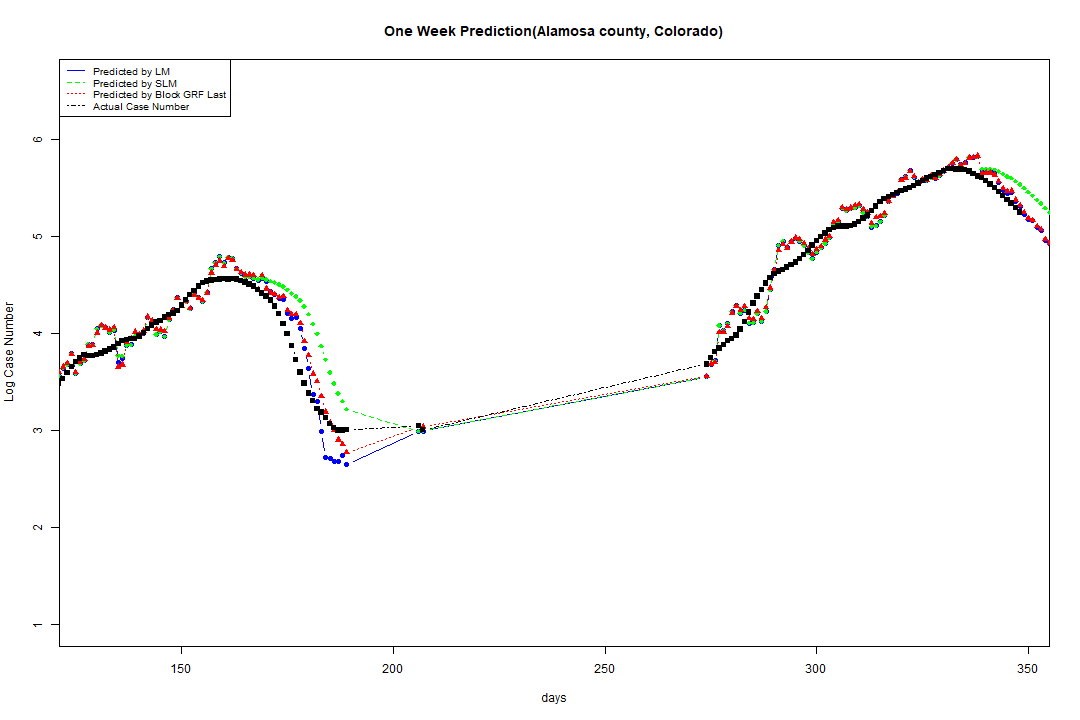 One Week Prediction(Alamosa county, Colorado)
Predicted by LM
Predicted by SLM
Predicted by Block GRF Last
Actual Case Number
6
5
4
3
2
1
Log Case Number
150 200 250 300 350
days